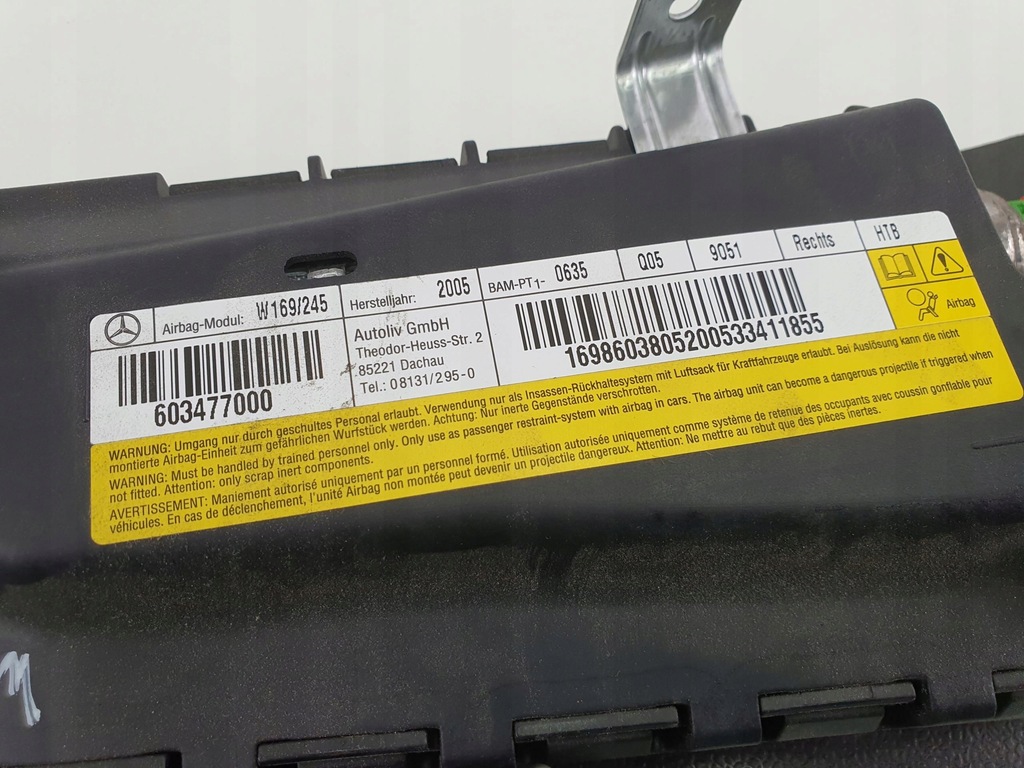 Airbag-Modul: W169/245 Herstelljahr: 2005 BAM-PT1- 0635 Q05 9051 Rechts HTB
603477000
Autoliv GmbH
Theodor-Heuss-Str. 2
85221 Dachau
Tel.: 08131/295-0
1698603805200533411855
Airbag
WARNUNG: Umgang nur durch geschultes Personal erlaubt. Verwendung nur als Insassen-Rückhaltesystem mit Luftsack für Kraftfahrzeuge erlaubt. Bei Auslösung kann die nicht
montierte Airbag-Einheit zum gefährlichen Wurfstück werden. Achtung: Nur inerte Gegenstände verschrotten.
WARNING: Must be handled by trained personnel only. Only use as passenger restraint-system with airbag in cars. The airbag unit can become a dangerous projectile if triggered when
not fitted. Attention: only scrap inert components.
AVERTISSEMENT: Maniement autorisé uniquement par un personnel formé. Utilisation autorisée uniquement comme système de retenue des occupants avec coussin gonflable pour
véhicules. En cas de déclenchement, l'unité Airbag non montée peut devenir un projectile dangereux. Attention: Ne mettre au rebut que des pièces inertes.